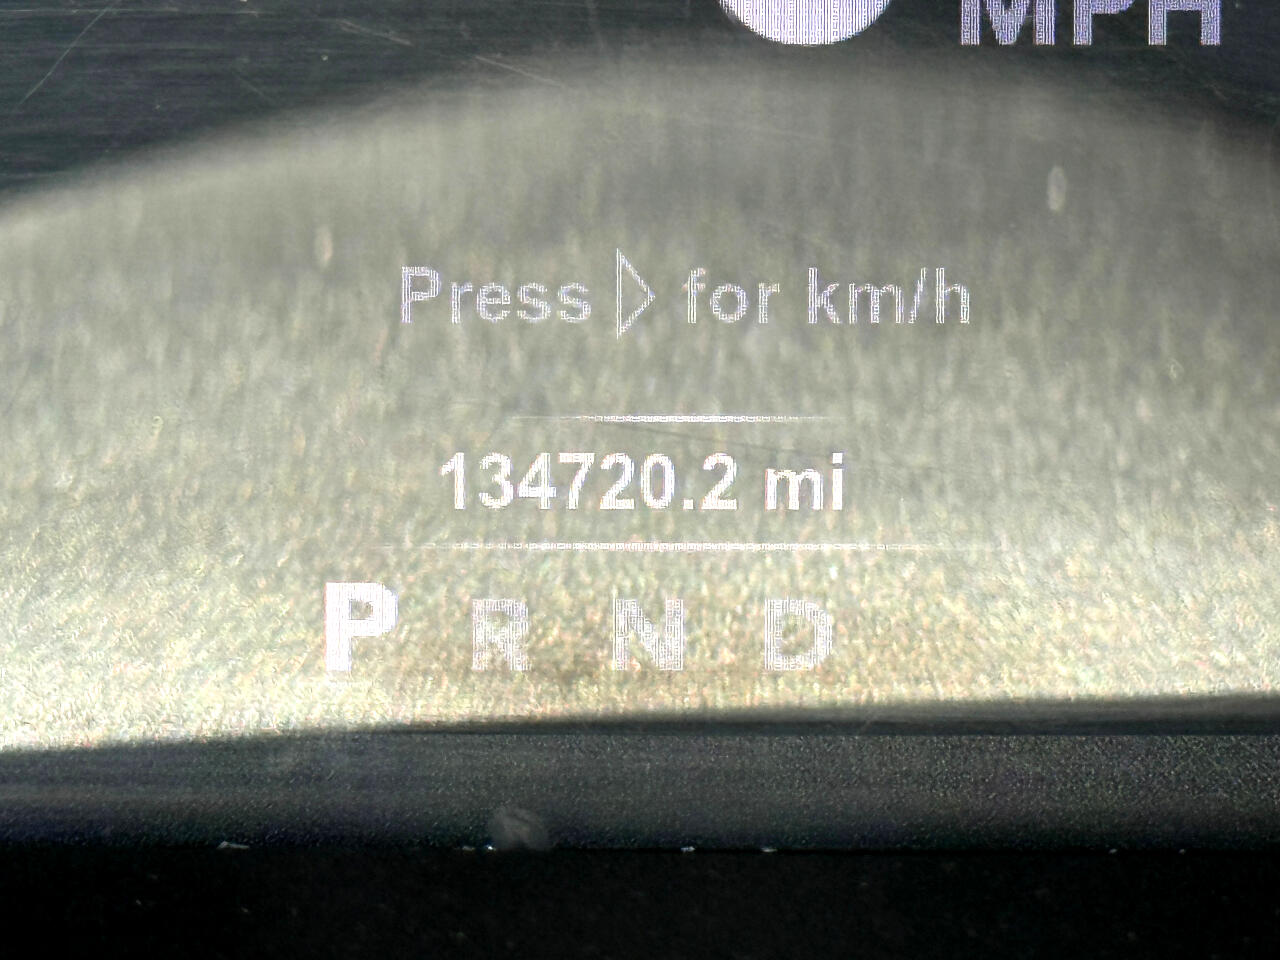 MPH
Press ▷ for km/h
134720.2 mi
P R N D